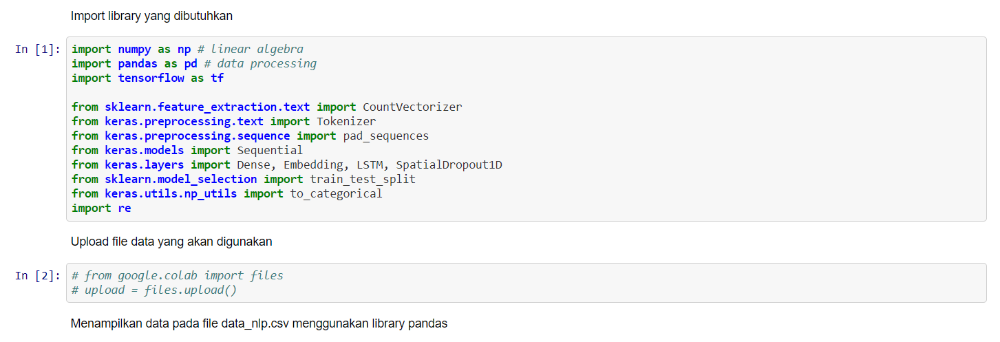 Import library yang dibutuhkan
In [1]: import numpy as np # linear algebra
import pandas as pd # data processing
import tensorflow as tf
from sklearn.feature_extraction.text import CountVectorizer
from keras.preprocessing.text import Tokenizer
from keras.preprocessing.sequence import pad_sequences
from keras.models import Sequential
from keras.layers import Dense, Embedding, LSTM, SpatialDropout1D
from sklearn.model_selection import train_test_split
from keras.utils.np_utils import to_categorical
import re
Upload file data yang akan digunakan
In [2]: # from google.colab import files
# upload = files.upload()
Menampilkan data pada file data_nlp.csv menggunakan library pandas